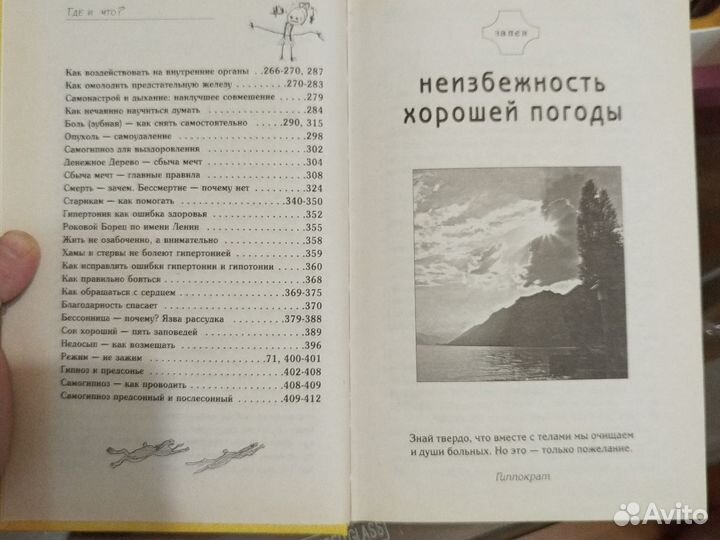 Где и что?
Как воздействовать на внутренние органы . .266-270, 287
Как омолодить предстательную железу . . . . . .270-283
Самонастрой и дыхание: наилучшее совмещение . . . .279
Как нечаянно научиться думать . . . . . . . . . . . .284
Боль (зубная) — как снять самостоятельно . . .290, 315
Опухоль — самоудаление . . . . . . . . . . . . . . .298
Самогипноз для выздоровления . . . . . . . . . . . .302
Денежное Дерево — сбыча мечт . . . . . . . . . . . .304
Сбыча мечт — главные правила . . . . . . . . . . . .308
Смерть — зачем. Бессмертие — почему нет . . . . . .324
Старикам — как помогать . . . . . . . . . . . .340-350
Гипертония как ошибка здоровья . . . . . . . . . . .352
Роковой Борец по имени Ленин . . . . . . . . . . . .355
Жить не озабоченно, а внимательно . . . . . . . . .358
Хамы и стервы не болеют гипертонией . . . . . . . .359
Как исправлять ошибки гипертонии и гипотонии . . . .360
Как правильно бояться . . . . . . . . . . . . . . .368
Как обращаться с сердцем . . . . . . . . . . . .369-375
Благодарность спасает . . . . . . . . . . . . . . .370
Бессонница — почему? Язва рассудка . . . . . .379-388
Сон хороший — пять заповедей . . . . . . . . . . . .389
Недосып — как возмещать . . . . . . . . . . . . . .396
Режим — не зажим . . . . . . . . . . . . .71, 400-401
Гипноз и предсонье . . . . . . . . . . . . . .402-408
Самогипноз — как проводить . . . . . . . . . .408-409
Самогипноз предсонный и послесонный . . . . . .409-412
запев
неизбежность
хорошей погоды
Знай твердо, что вместе с телами мы очищаем
и души больных. Но это — только пожелание.
Гиппократ
GLASS
Avito